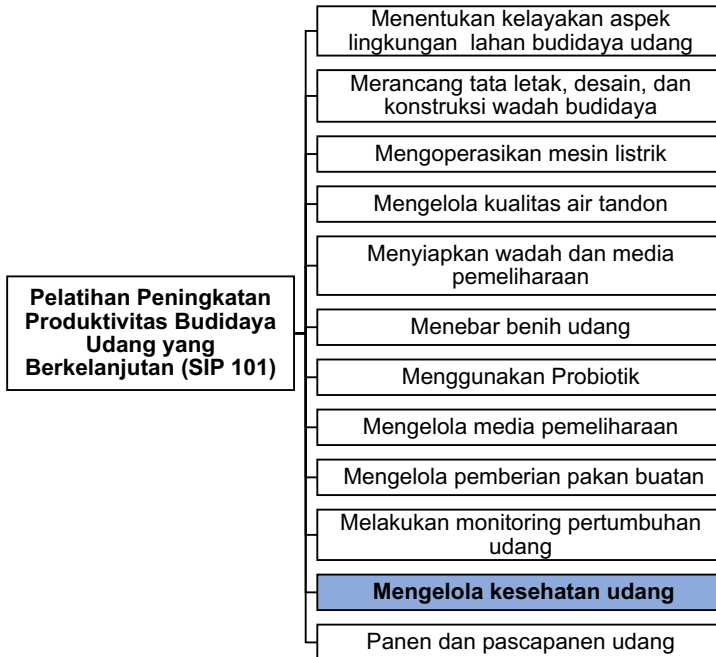 Pelatihan Peningkatan
Produktivitas Budidaya
Udang yang
Berkelanjutan (SIP 101)
Menentukan kelayakan aspek
lingkungan lahan budidaya udang
Merancang tata letak, desain, dan
konstruksi wadah budidaya
Mengoperasikan mesin listrik
Mengelola kualitas air tandon
Menyiapkan wadah dan media
pemeliharaan
Menebar benih udang
Menggunakan Probiotik
Mengelola media pemeliharaan
Mengelola pemberian pakan buatan
Melakukan monitoring pertumbuhan
udang
Mengelola kesehatan udang
Panen dan pascapanen udang